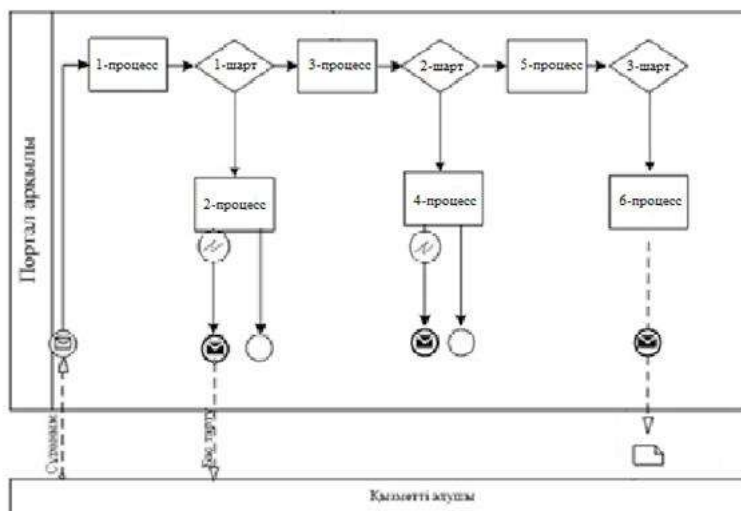 1-процесс
1-шарт
3-процесс
2-шарт
5-процесс
3-шарт
2-процесс
4-процесс
6-процесс
Портал арқылы
Сұраным
Бас тарту
Қызметті алушы